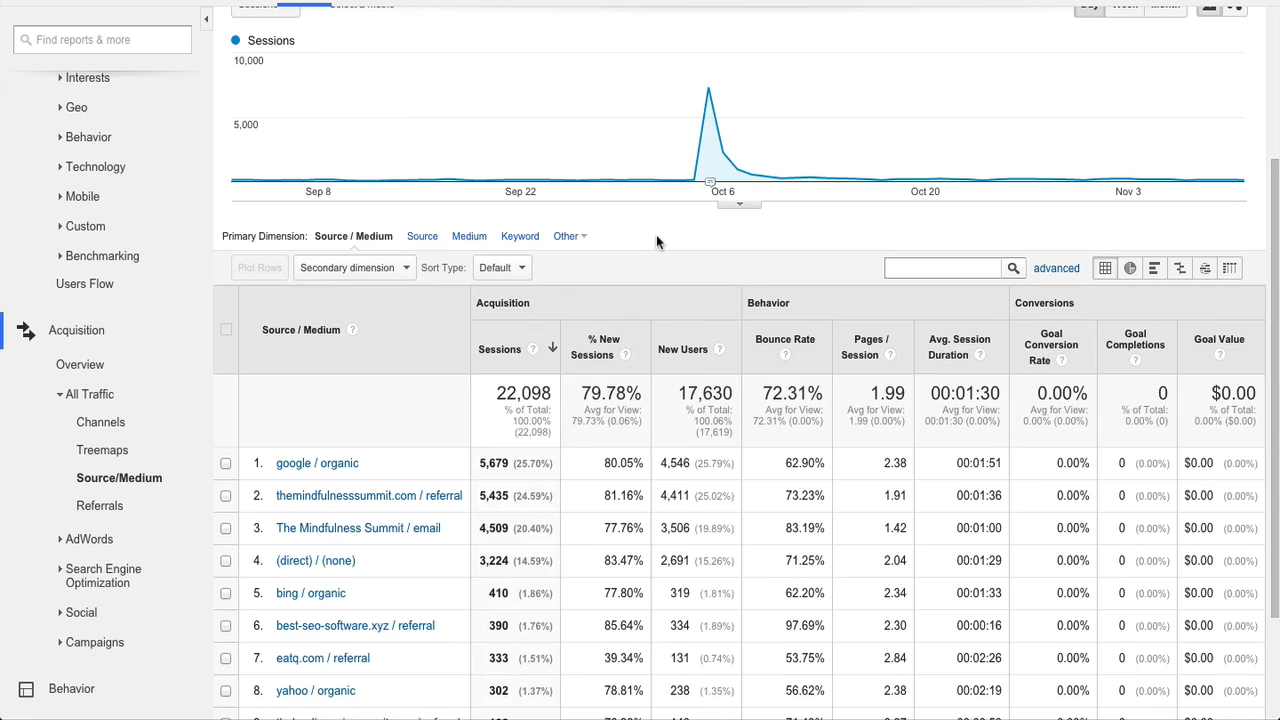 Find reports & more
Interests
Geo
Behavior
Technology
Mobile
Custom
Benchmarking
Users Flow
Acquisition
Overview
All Traffic
Channels
Treemaps
Source/Medium
Referrals
AdWords
Search Engine
Optimization
Social
Campaigns
Behavior
Sessions
10,000
5,000
Sep 8 Sep 22 Oct 6 Oct 20 Nov 3
Primary Dimension: Source / Medium Source Medium Keyword Other
Plot Rows Secondary dimension Sort Type: Default advanced
Source / Medium ?
Acquisition Behavior Conversions
Sessions ? % New Sessions ? New Users ? Bounce Rate ? Pages / Session ? Avg. Session Duration ? Goal Conversion Rate ? Goal Completions ? Goal Value ?
22,098 79.78% 17,630 72.31% 1.99 00:01:30 0.00% 0 $0.00
% of Total: Avg for View: % of Total: Avg for View: Avg for View: Avg for View: Avg for View: % of Total: % of Total:
100.00% 79.73% (0.06%) 100.06% 72.31% (0.00%) 1.99 (0.00%) 00:01:30 (0.00%) 0.00% (0.00%) 0.00% (0) 0.00% ($0.00)
(22,098) (17,619)
1. google / organic 5,679 (25.70%) 80.05% 4,546 (25.79%) 62.90% 2.38 00:01:51 0.00% 0 (0.00%) $0.00 (0.00%)
2. themindfulnesssummit.com / referral 5,435 (24.59%) 81.16% 4,411 (25.02%) 73.23% 1.91 00:01:36 0.00% 0 (0.00%) $0.00 (0.00%)
3. The Mindfulness Summit / email 4,509 (20.40%) 77.76% 3,506 (19.89%) 83.19% 1.42 00:01:00 0.00% 0 (0.00%) $0.00 (0.00%)
4. (direct) / (none) 3,224 (14.59%) 83.47% 2,691 (15.26%) 71.25% 2.04 00:01:29 0.00% 0 (0.00%) $0.00 (0.00%)
5. bing / organic 410 (1.86%) 77.80% 319 (1.81%) 62.20% 2.34 00:01:33 0.00% 0 (0.00%) $0.00 (0.00%)
6. best-seo-software.xyz / referral 390 (1.76%) 85.64% 334 (1.89%) 97.69% 2.30 00:00:16 0.00% 0 (0.00%) $0.00 (0.00%)
7. eatq.com / referral 333 (1.51%) 39.34% 131 (0.74%) 53.75% 2.84 00:02:26 0.00% 0 (0.00%) $0.00 (0.00%)
8. yahoo / organic 302 (1.37%) 78.81% 238 (1.35%) 56.62% 2.38 00:02:19 0.00% 0 (0.00%) $0.00 (0.00%)